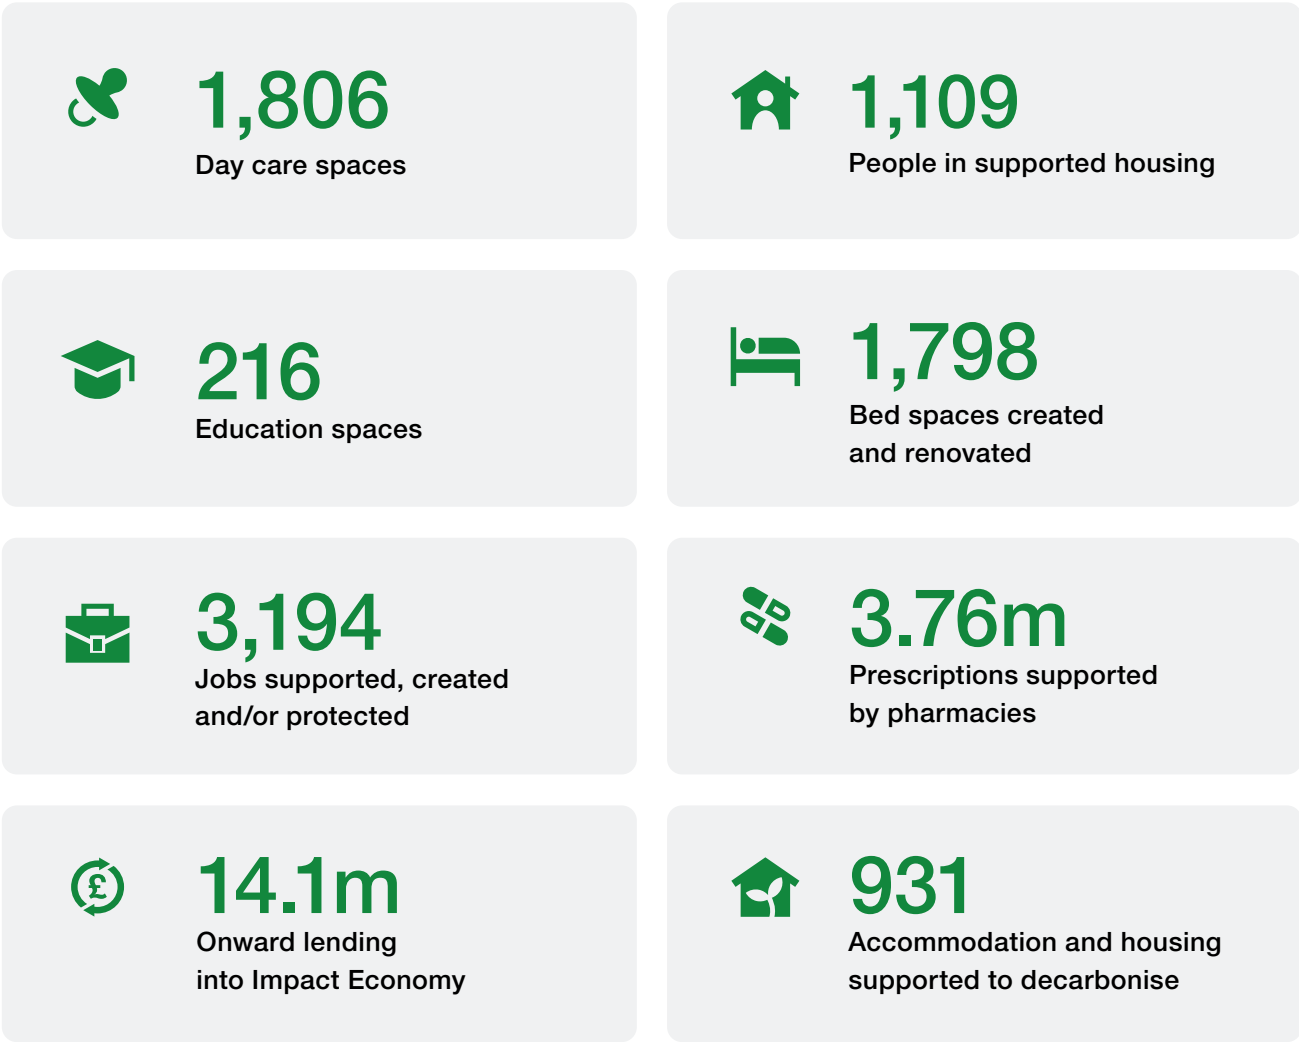 1,806
Day care spaces
1,109
People in supported housing
216
Education spaces
1,798
Bed spaces created
and renovated
3,194
Jobs supported, created
and/or protected
3.76m
Prescriptions supported
by pharmacies
£
14.1m
Onward lending
into Impact Economy
931
Accommodation and housing
supported to decarbonise